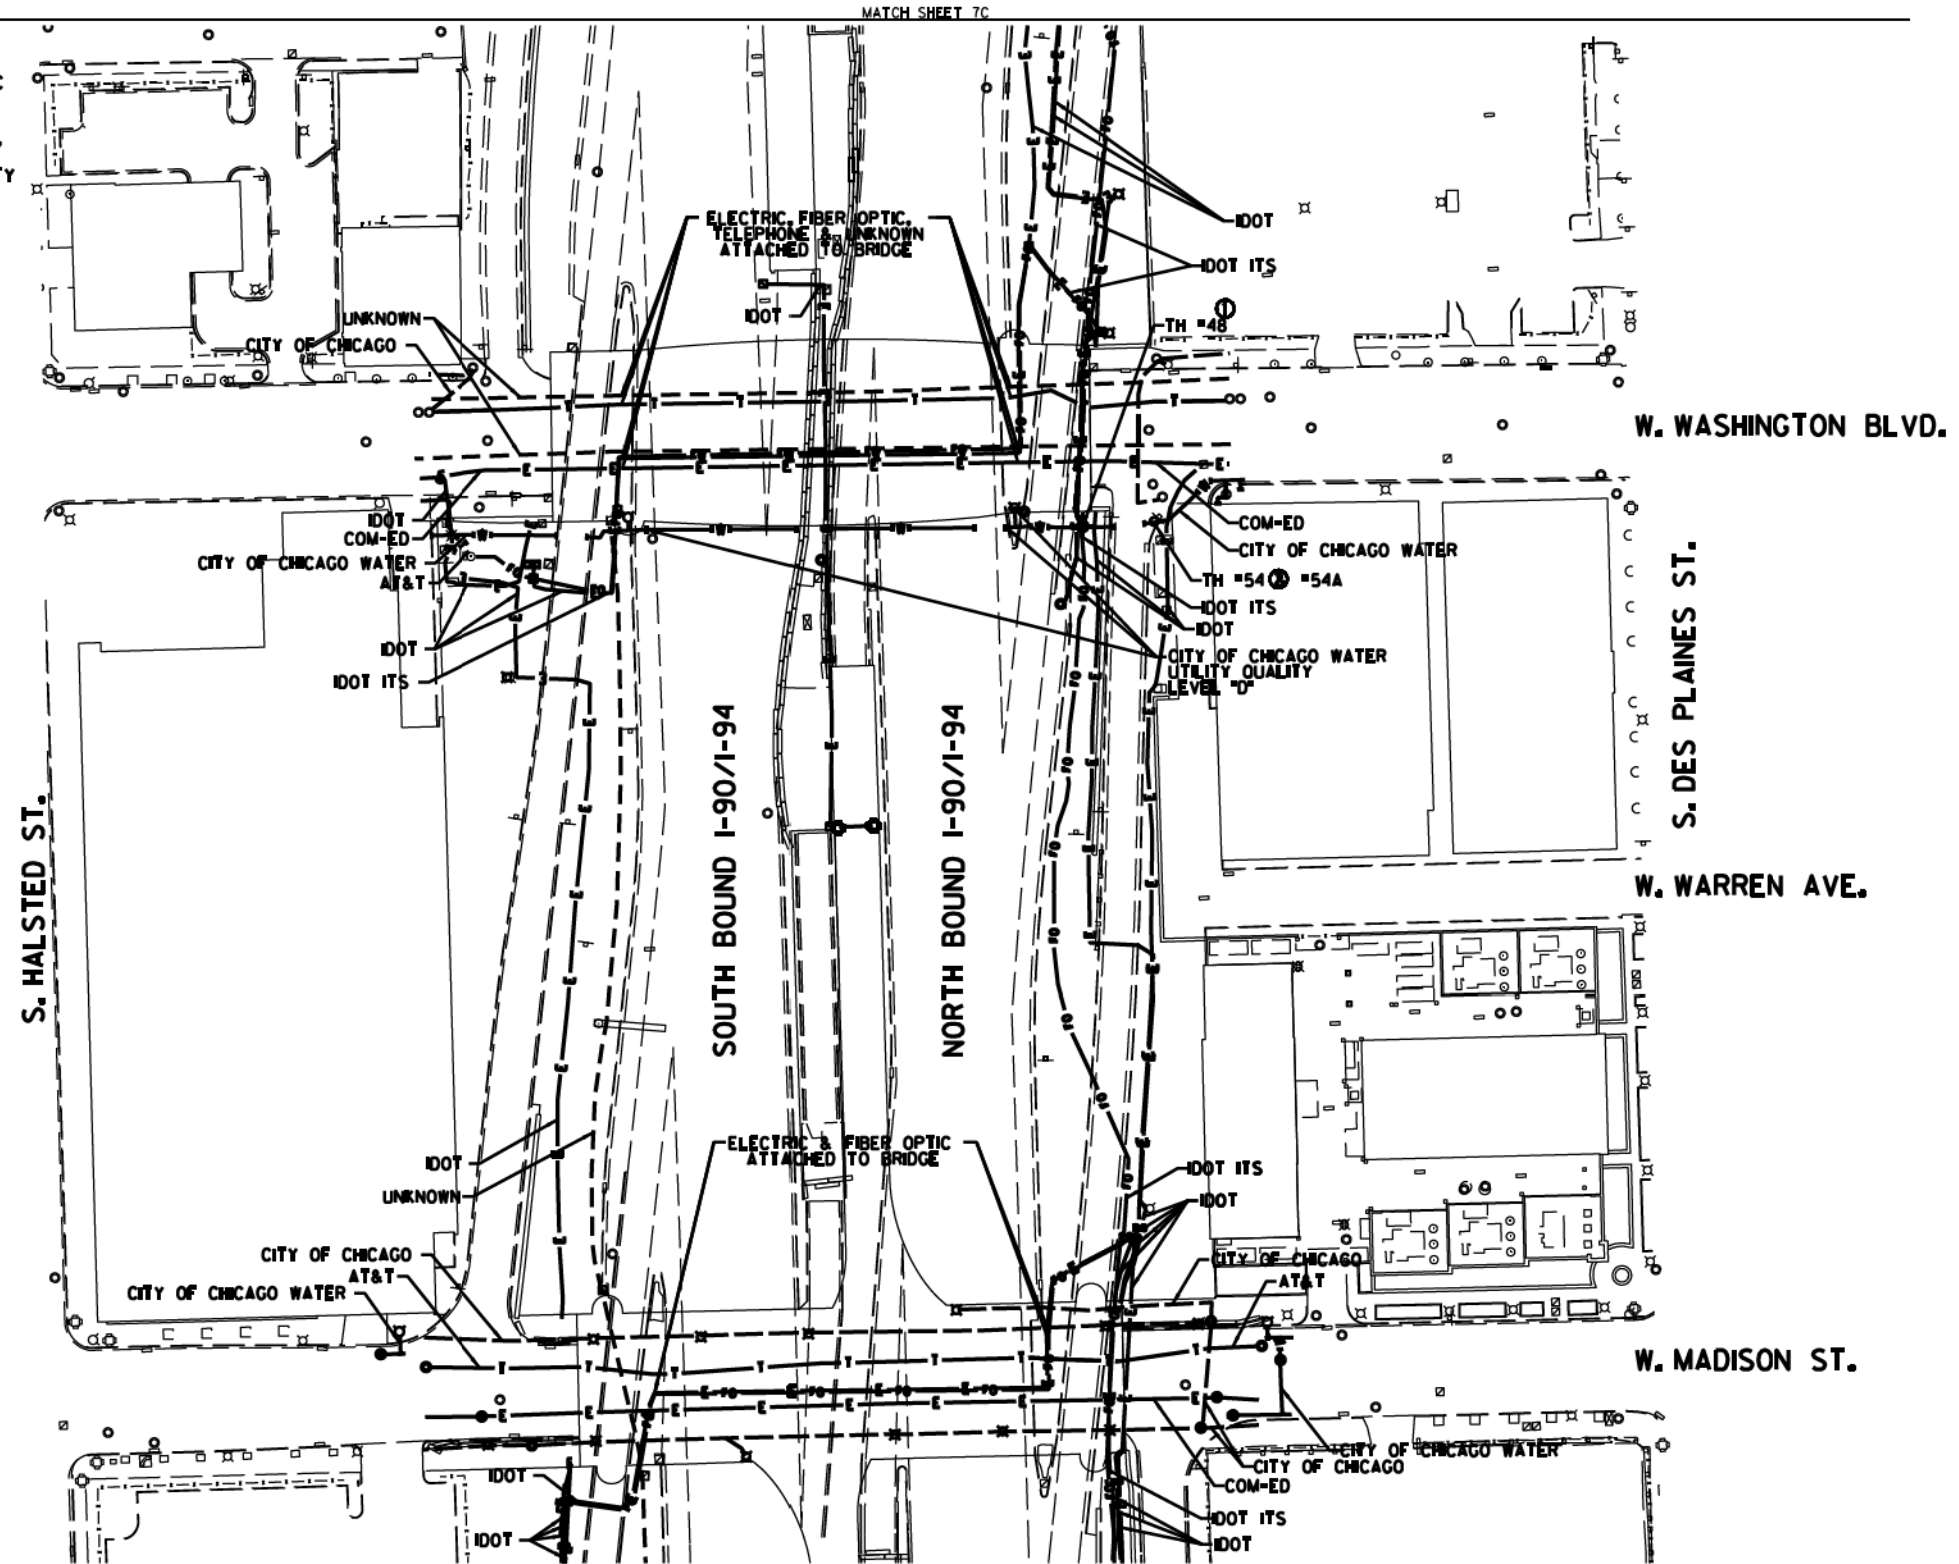 MATCH SHEET 7C
TY
ELECTRIC, FIBER OPTIC,
TELEPHONE & UNKNOWN
ATTACHED TO BRIDGE
IDOT
IDOT ITS
IDOT
UNKNOWN
CITY OF CHICAGO
TH #48
1
W. WASHINGTON BLVD.
IDOT
COM-ED
CITY OF CHICAGO WATER
AT&T
IDOT
IDOT ITS
COM-ED
CITY OF CHICAGO WATER
TH #54 #54A
IDOT ITS
IDOT
CITY OF CHICAGO WATER
UTILITY QUALITY
LEVEL "D"
S. DES PLAINES ST.
SOUTH BOUND I-90/I-94
NORTH BOUND I-90/I-94
S. HALSTED ST.
W. WARREN AVE.
ELECTRIC & FIBER OPTIC
ATTACHED TO BRIDGE
IDOT
UNKNOWN
IDOT ITS
IDOT
CITY OF CHICAGO
AT&T
CITY OF CHICAGO WATER
CITY OF CHICAGO
AT&T
W. MADISON ST.
CITY OF CHICAGO WATER
CITY OF CHICAGO
COM-ED
IDOT
IDOT ITS
IDOT
IDOT